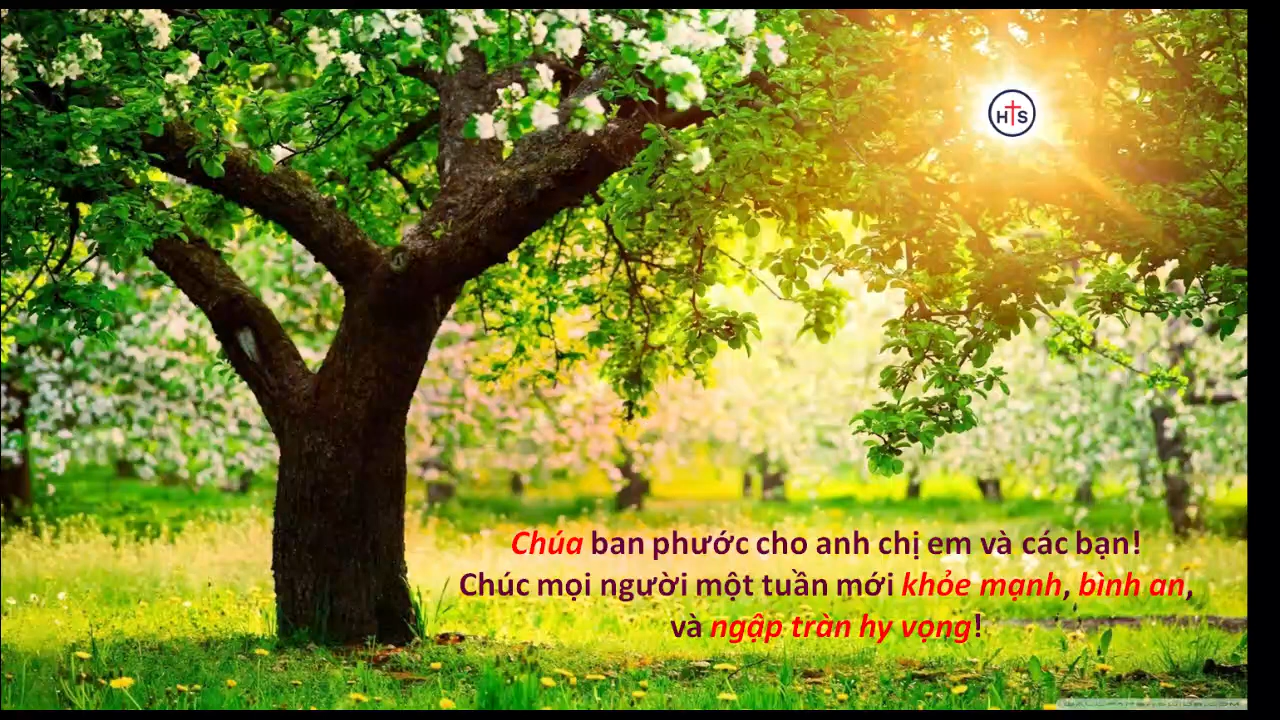 HTS
Chúa ban phước cho anh chị em và các bạn!
Chúc mọi người một tuần mới khỏe mạnh, bình an,
và ngập tràn hy vọng!